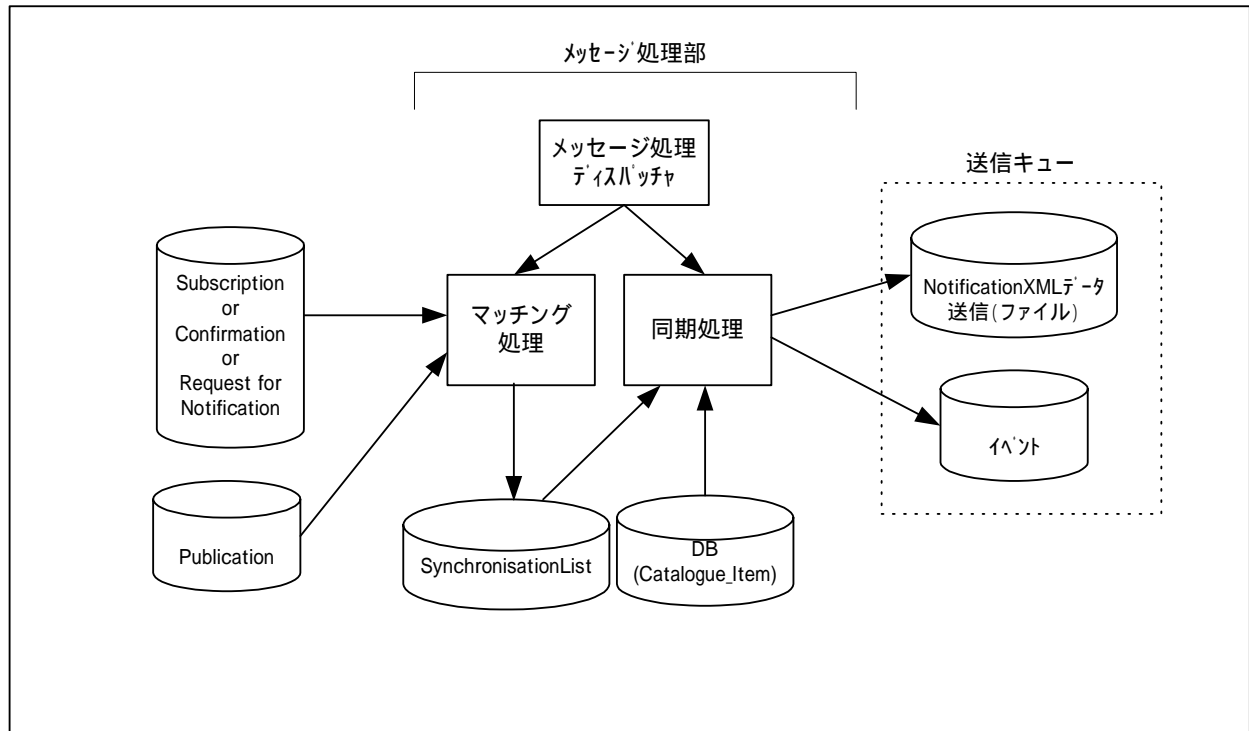 ﾒｯｾｰｼﾞ処理部
メッセージ処理
ﾃﾞｨｽﾊﾟｯﾁｬ
送信キュー
Subscription
or
Confirmation
or
Request for
Notification
マッチング
処理
同期処理
NotificationXMLﾃﾞｰﾀ
送信(ファイル)
ｲﾍﾞﾝﾄ
Publication
SynchronisationList
DB
(Catalogue_Item)